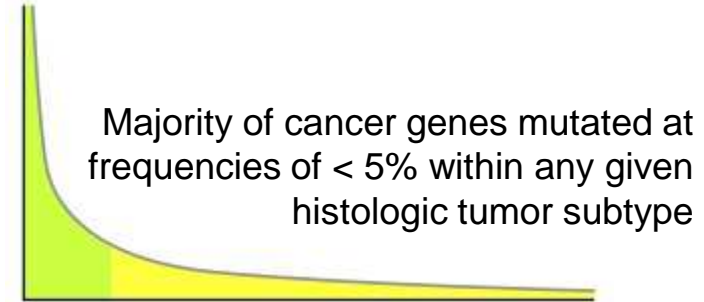 Majority of cancer genes mutated at
frequencies of < 5% within any given
histologic tumor subtype